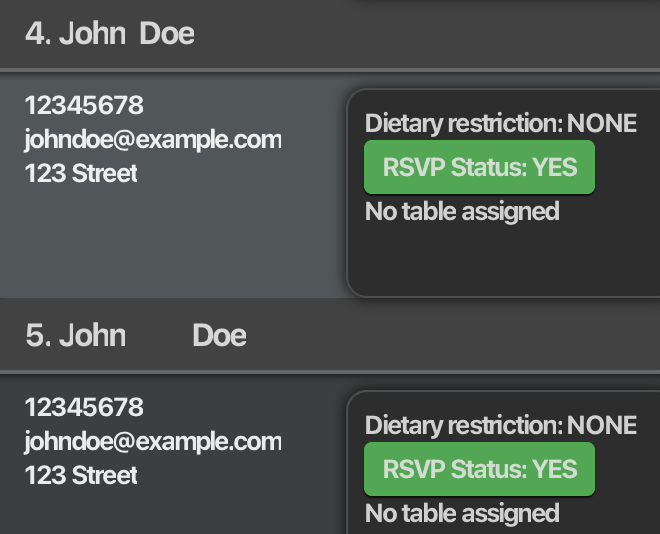 4. John  Doe
12345678
johndoe@example.com
123 Street
Dietary restriction: NONE
RSVP Status: YES
No table assigned
5. John        Doe
12345678
johndoe@example.com
123 Street
Dietary restriction: NONE
RSVP Status: YES
No table assigned